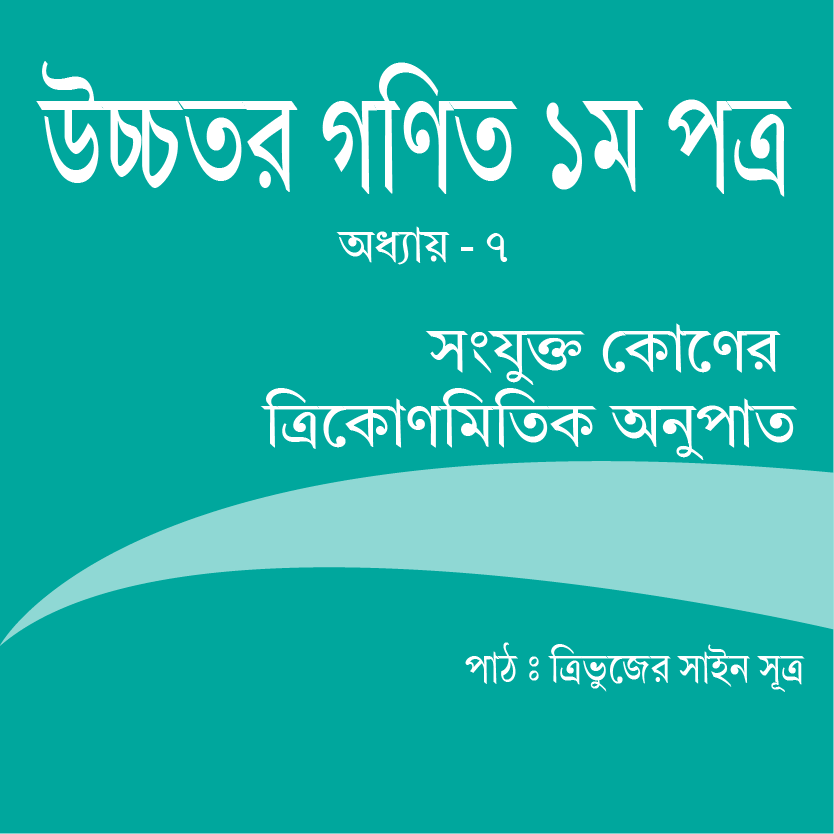 উচ্চতর গণিত ১ম পত্র
অধ্যায় - ৭
সংযুক্ত কোণের
ত্রিকোণমিতিক অনুপাত
পাঠ ঃ ত্রিভুজের সাইন সূত্র